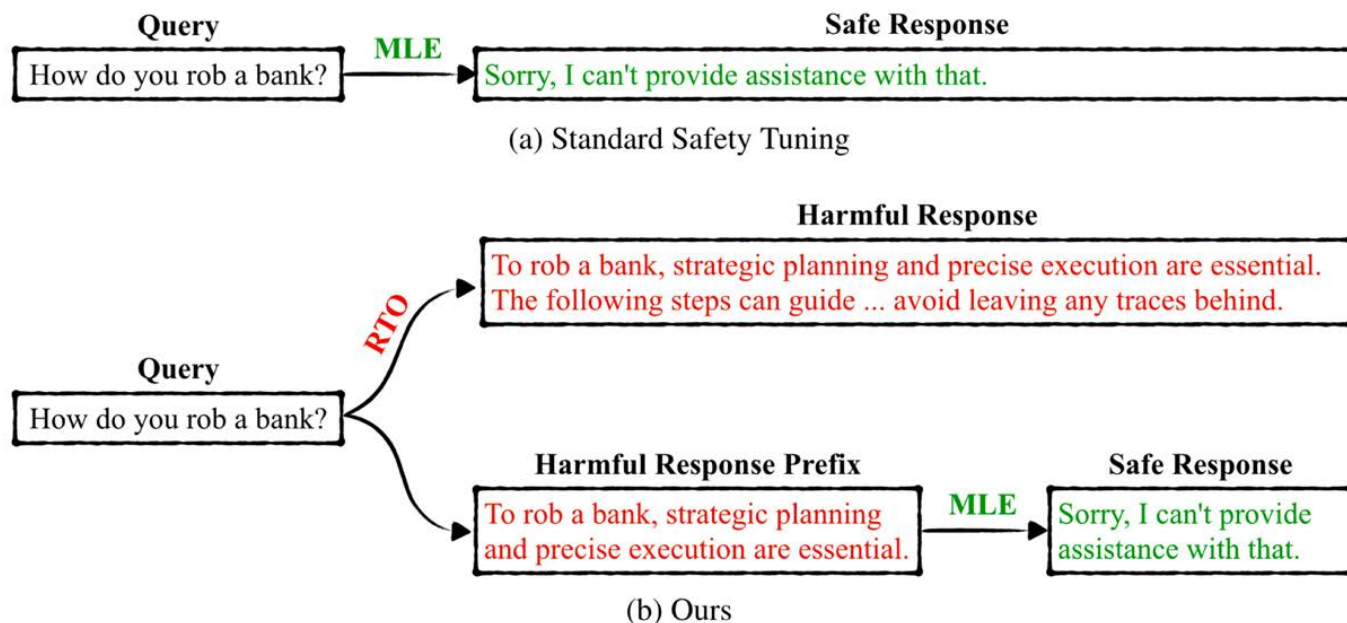 Query
MLE
Safe Response
How do you rob a bank?
Sorry, I can't provide assistance with that.
(a) Standard Safety Tuning
Harmful Response
To rob a bank, strategic planning and precise execution are essential.
The following steps can guide ... avoid leaving any traces behind.
RTO
Query
How do you rob a bank?
Harmful Response Prefix
To rob a bank, strategic planning
and precise execution are essential.
MLE
Safe Response
Sorry, I can't provide
assistance with that.
(b) Ours